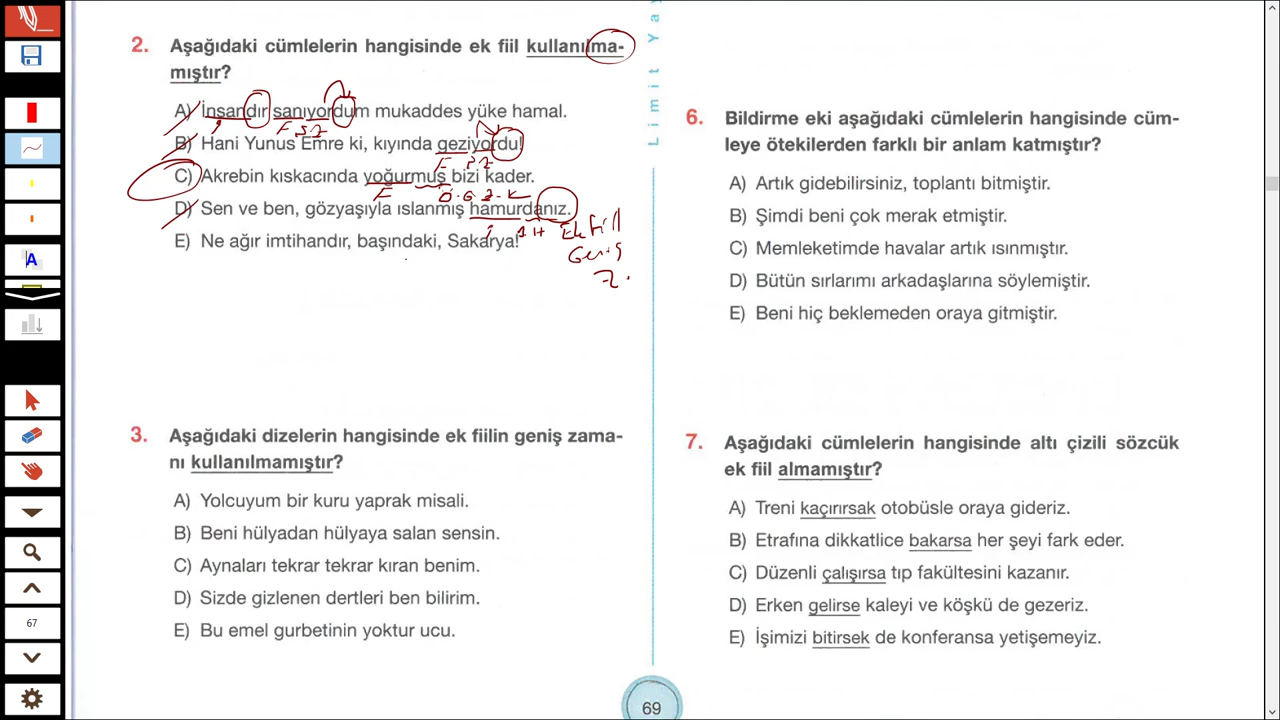 2. Aşağıdaki cümlelerin hangisinde ek fiil kullanılma-
mıştır?
A) İnsandır sanıyordum mukaddes yüke hamal.
B) Hani Yunus Emre ki, kıyında geziyordu!
C) Akrebin kıskacında yoğurmuş bizi kader.
D) Sen ve ben, gözyaşıyla ıslanmış hamurdanız.
E) Ne ağır imtihandır, başındaki, Sakarya!
Ek Fiil
Geniş
Z.
3. Aşağıdaki dizelerin hangisinde ek fiilin geniş zama-
nı kullanılmamıştır?
A) Yolcuyum bir kuru yaprak misali.
B) Beni hülyadan hülyaya salan sensin.
C) Aynaları tekrar tekrar kıran benim.
D) Sizde gizlenen dertleri ben bilirim.
E) Bu emel gurbetinin yoktur ucu.
Limit Ya
6. Bildirme eki aşağıdaki cümlelerin hangisinde cüm-
leye ötekilerden farklı bir anlam katmıştır?
A) Artık gidebilirsiniz, toplantı bitmiştir.
B) Şimdi beni çok merak etmiştir.
C) Memleketimde havalar artık ısınmıştır.
D) Bütün sırlarımı arkadaşlarına söylemiştir.
E) Beni hiç beklemeden oraya gitmiştir.
7. Aşağıdaki cümlelerin hangisinde altı çizili sözcük
ek fiil almamıştır?
A) Treni kaçırırsak otobüsle oraya gideriz.
B) Etrafına dikkatlice bakarsa her şeyi fark eder.
C) Düzenli çalışırsa tıp fakültesini kazanır.
D) Erken gelirse kaleyi ve köşkü de gezeriz.
E) İşimizi bitirsek de konferansa yetişemeyiz.
69
A
67